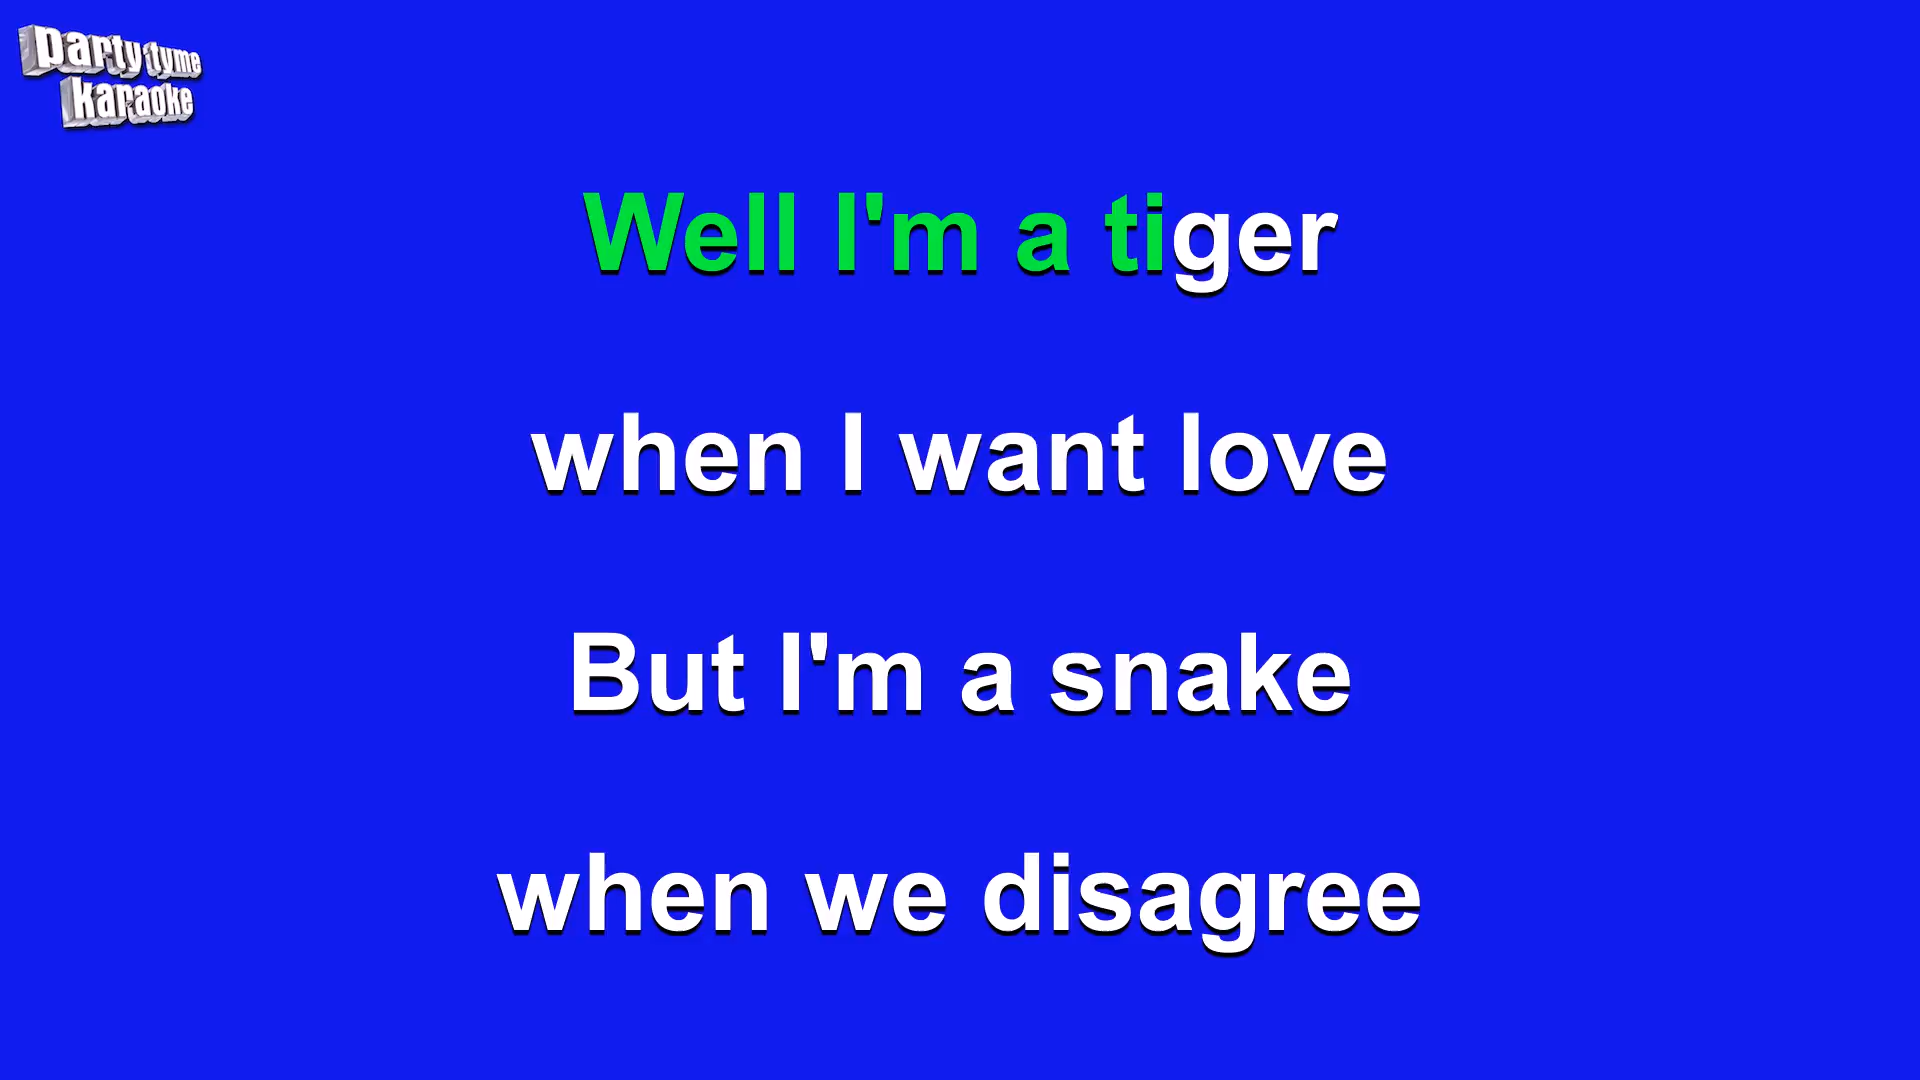 party tyme
karaoke
Well I'm a tiger
when I want love
But I'm a snake
when we disagree